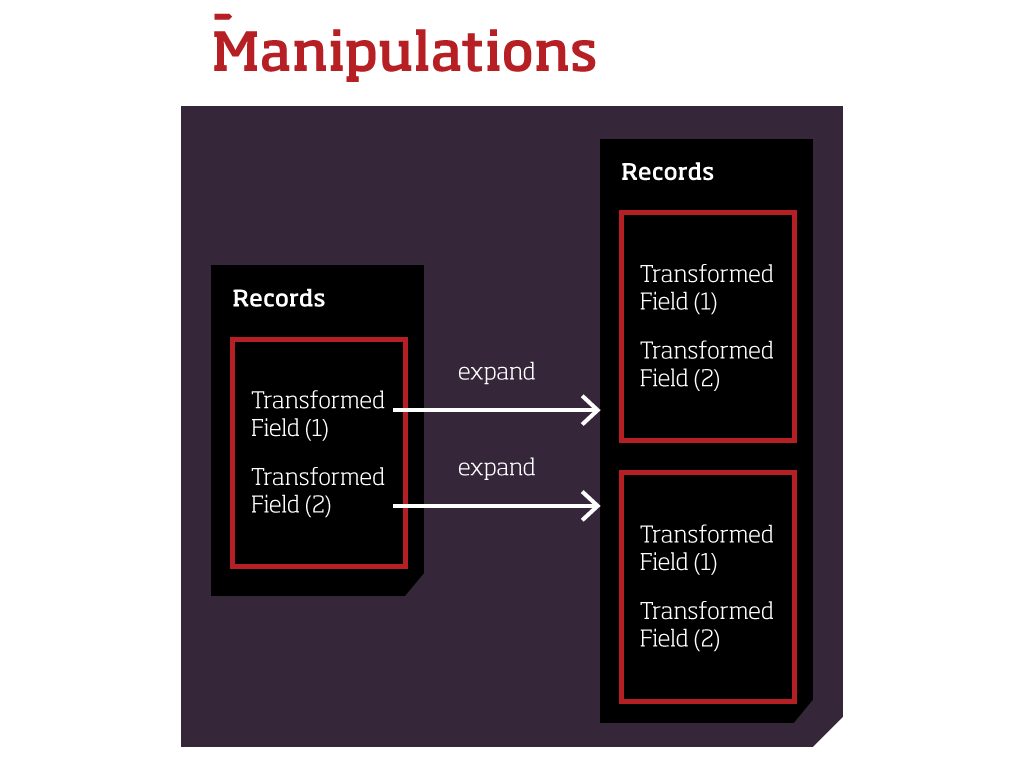 Manipulations
Records
Transformed
Field (1)
Transformed
Field (2)
expand
expand
Records
Transformed
Field (1)
Transformed
Field (2)
Transformed
Field (1)
Transformed
Field (2)